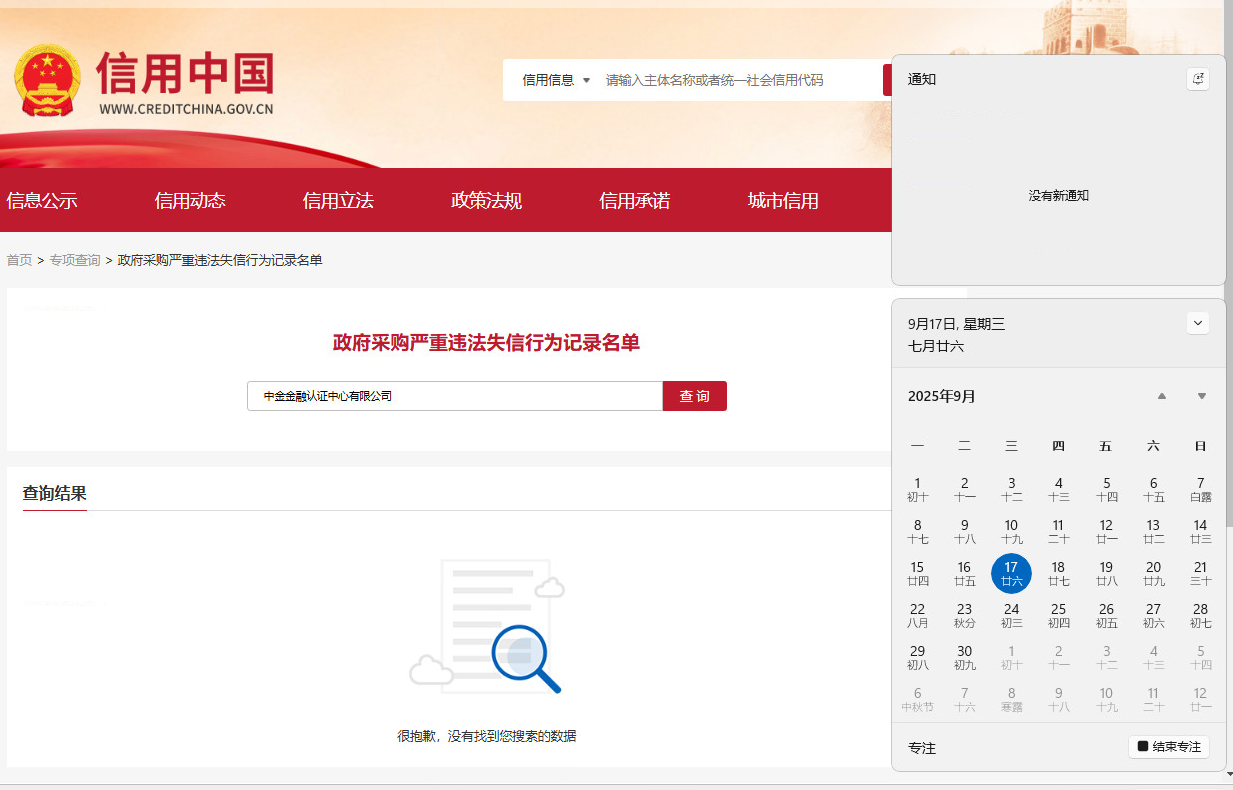 信用中国
WWW.CREDITCHINA.GOV.CN
信用信息 请输入主体名称或者统一社会信用代码
信息公示 信用动态 信用立法 政策法规 信用承诺 城市信用
首页 > 专项查询 > 政府采购严重违法失信行为记录名单
政府采购严重违法失信行为记录名单
中金金融认证中心有限公司 查 询
查询结果
很抱歉，没有找到您搜索的数据
通知
没有新通知
9月17日, 星期三
七月廿六
2025年9月
一 二 三 四 五 六 日
1 2 3 4 5 6 7
初十 十一 十二 十三 十四 十五 白露
8 9 10 11 12 13 14
十七 十八 十九 二十 廿一 廿二 廿三
15 16 17 18 19 20 21
廿四 廿五 廿六 廿七 廿八 廿九 三十
22 23 24 25 26 27 28
八月 秋分 初三 初四 初五 初六 初七
29 30 1 2 3 4 5
初八 初九 初十 十一 十二 十三 十四
6 7 8 9 10 11 12
中秋节 十六 寒露 十八 十九 二十 廿一
专注 结束专注